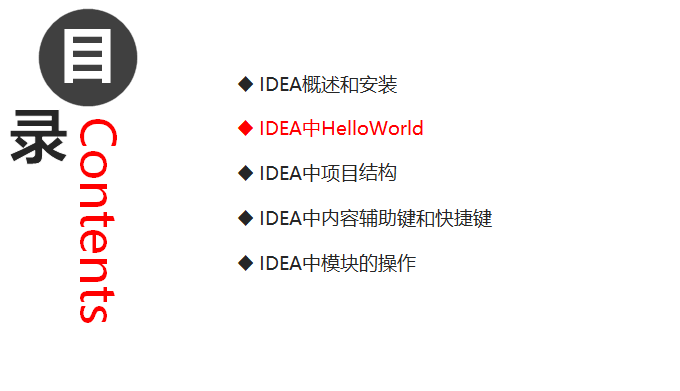 目录
Contents
◆ IDEA概述和安装
◆ IDEA中HelloWorld
◆ IDEA中项目结构
◆ IDEA中内容辅助键和快捷键
◆ IDEA中模块的操作